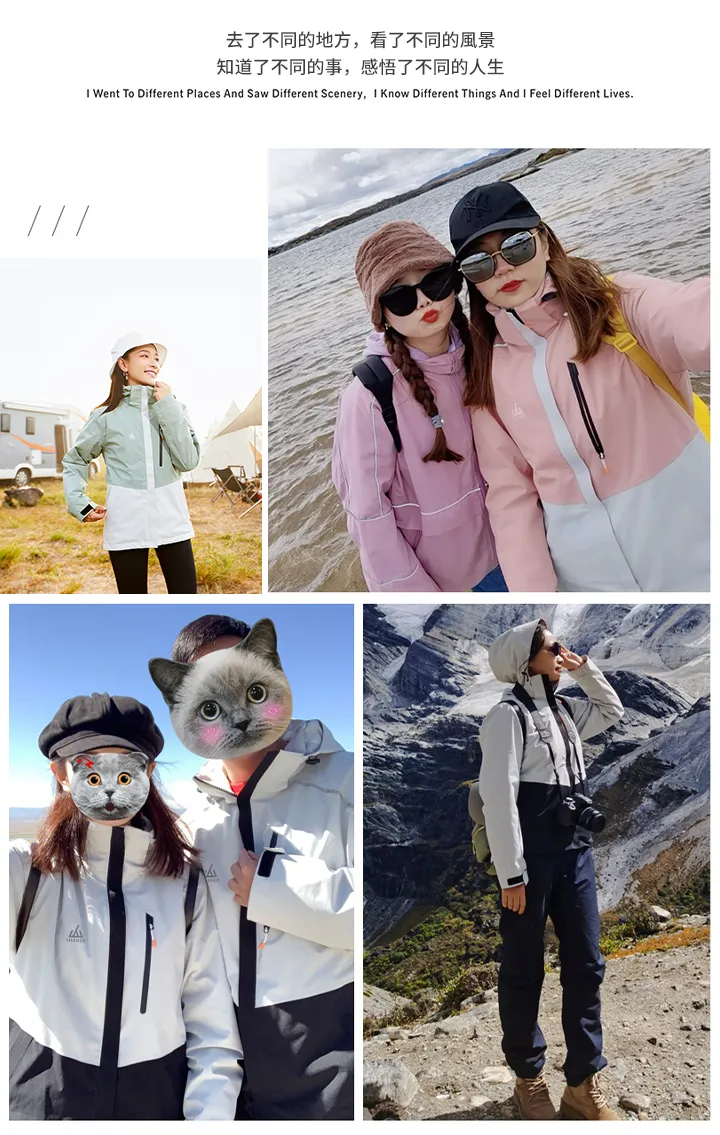 去了不同的地方，看了不同的風景
知道了不同的事，感悟了不同的人生
I Went To Different Places And Saw Different Scenery，I Know Different Things And I Feel Different Lives.